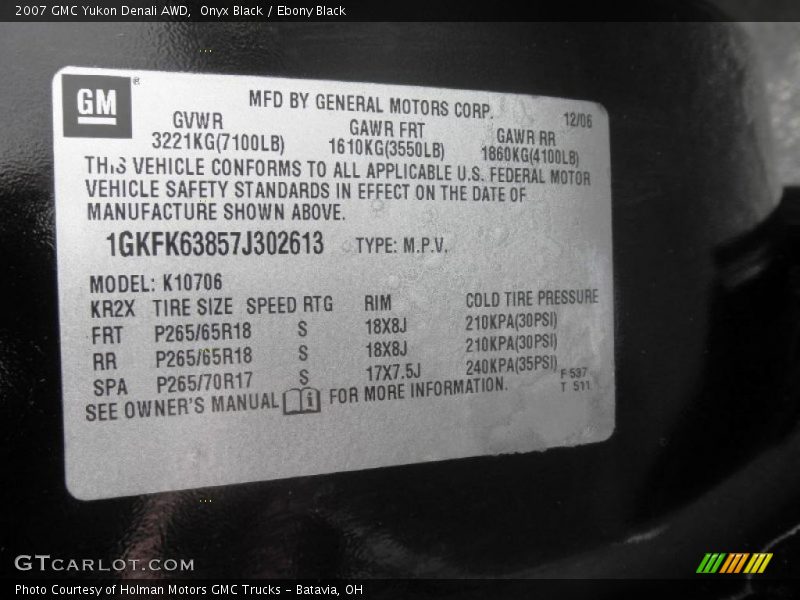 2007 GMC Yukon Denali AWD,  Onyx Black / Ebony Black
GM
®
MFD BY GENERAL MOTORS CORP.
12/06
GVWR GAWR FRT GAWR RR
3221KG(7100LB) 1610KG(3550LB) 1860KG(4100LB)
THIS VEHICLE CONFORMS TO ALL APPLICABLE U.S. FEDERAL MOTOR
VEHICLE SAFETY STANDARDS IN EFFECT ON THE DATE OF
MANUFACTURE SHOWN ABOVE.
1GKFK63857J302613 TYPE: M.P.V.
MODEL: K10706
KR2X TIRE SIZE SPEED RTG RIM COLD TIRE PRESSURE
FRT P265/65R18 S 18X8J 210KPA(30PSI)
RR P265/65R18 S 18X8J 210KPA(30PSI)
SPA P265/70R17 S 17X7.5J 240KPA(35PSI)
SEE OWNER'S MANUAL i FOR MORE INFORMATION.
F 537
T 511
GTCARLOT.COM
Photo Courtesy of Holman Motors GMC Trucks – Batavia, OH